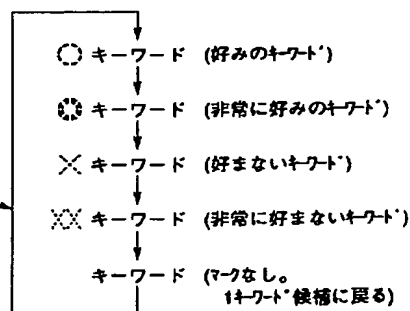 キーワード (好みのｷｰﾜｰﾄﾞ)
キーワード (非常に好みのｷｰﾜｰﾄﾞ)
キーワード (好まないｷｰﾜｰﾄﾞ)
キーワード (非常に好まないｷｰﾜｰﾄﾞ)
キーワード (ﾏｰｸなし。
ｷｰﾜｰﾄﾞ候補に戻る)